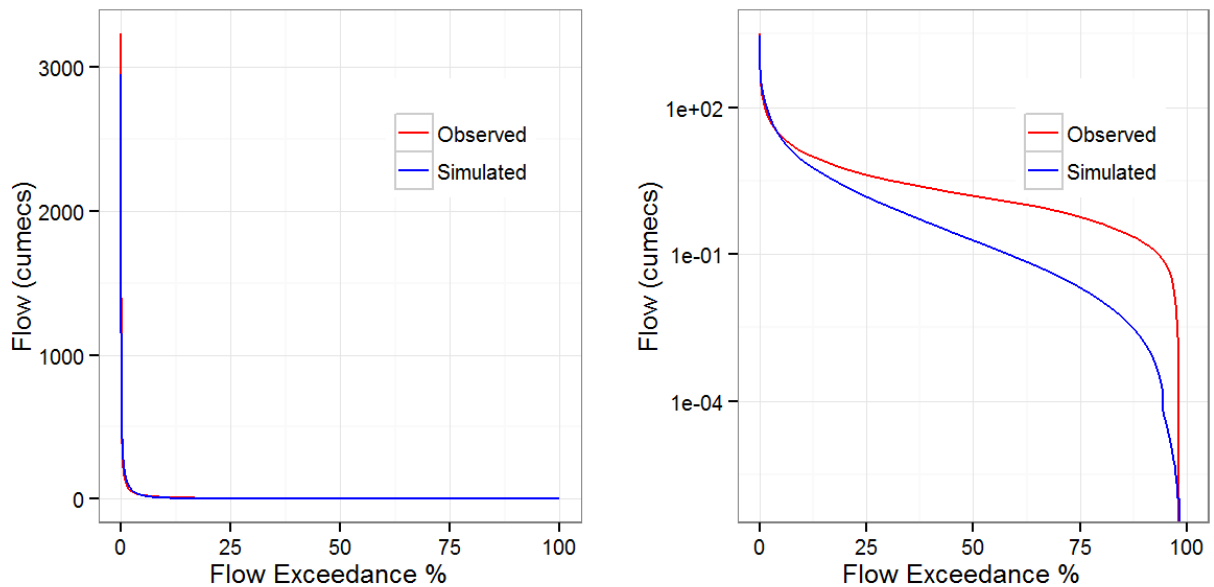 3000
2000
1000
0
Flow (cumecs)
Observed
Simulated
0
25
50
75
100
Flow Exceedance %
1e+02
1e-01
1e-04
Flow (cumecs)
Observed
Simulated
0
25
50
75
100
Flow Exceedance %